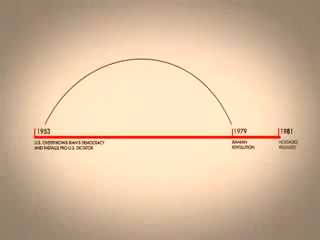 1953
U.S. OVERTHROWS IRAN'S DEMOCRACY
AND INSTALLS PRO-U.S. DICTATOR
1979
IRANIAN
REVOLUTION
1981
HOSTAGES
RELEASED